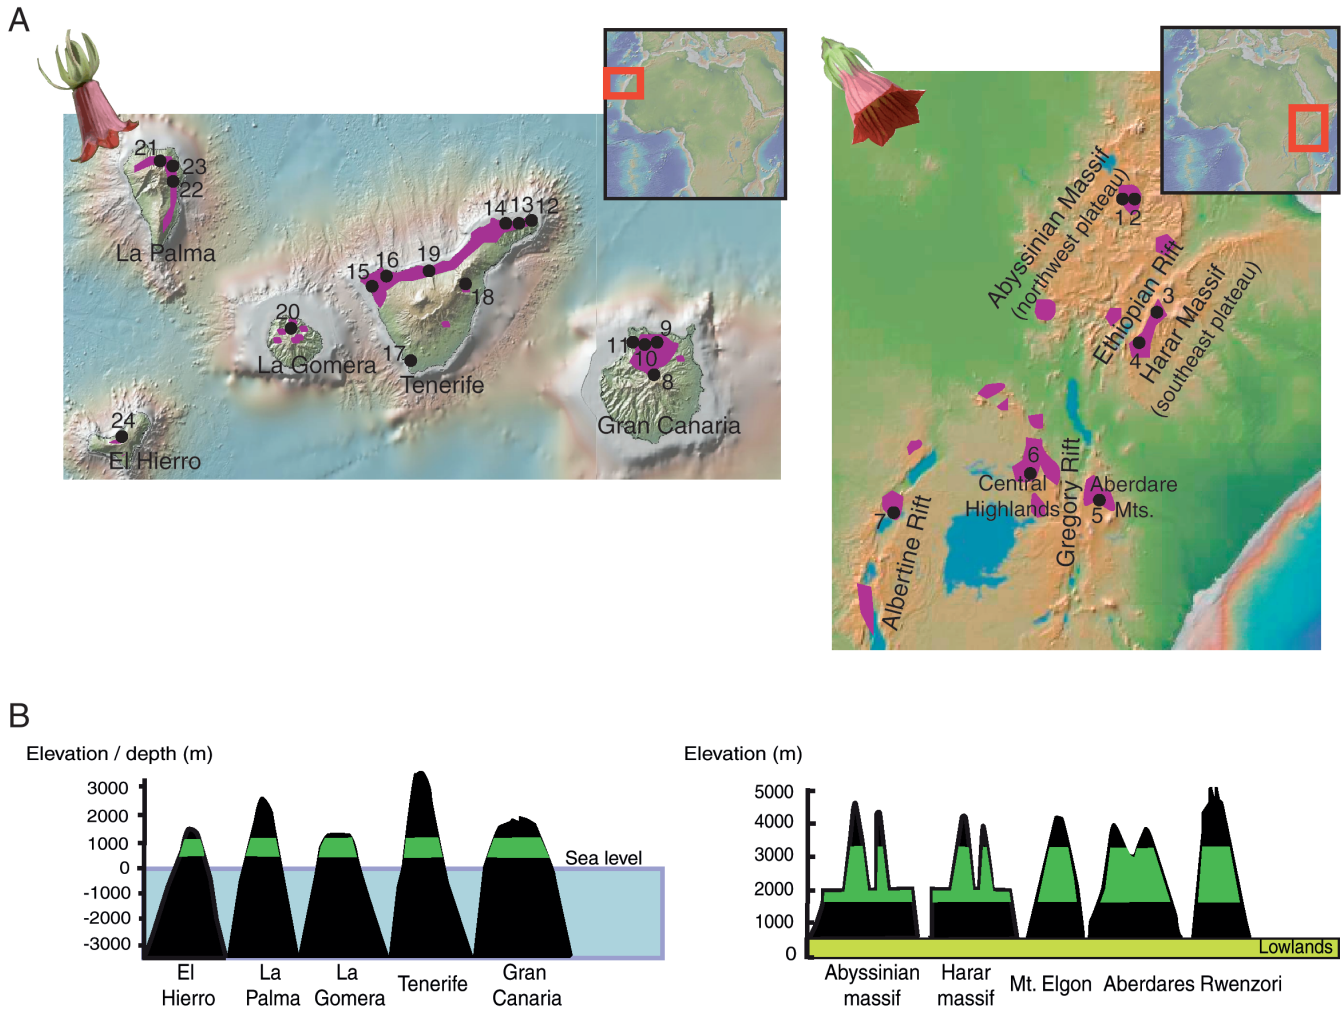 A
21
23
22
La Palma
20
La Gomera
24
El Hierro
14 13 12
19
16
15
18
17
Tenerife
9
11
10
8
Gran Canaria
Abyssinian Massif
(northwest plateau)
1 2
Ethiopian Rift
3
4
Harar Massif
(southeast plateau)
6
Central
Highlands
Gregory Rift
Aberdare
Mts.
5
7
Albertine Rift
B
Elevation / depth (m)
3000
2000
1000
0
-1000
-2000
-3000
Sea level
El
Hierro
La
Palma
La
Gomera
Tenerife
Gran
Canaria
Elevation (m)
5000
4000
3000
2000
1000
0
Lowlands
Abyssinian
massif
Harar
massif
Mt. Elgon
Aberdares
Rwenzori